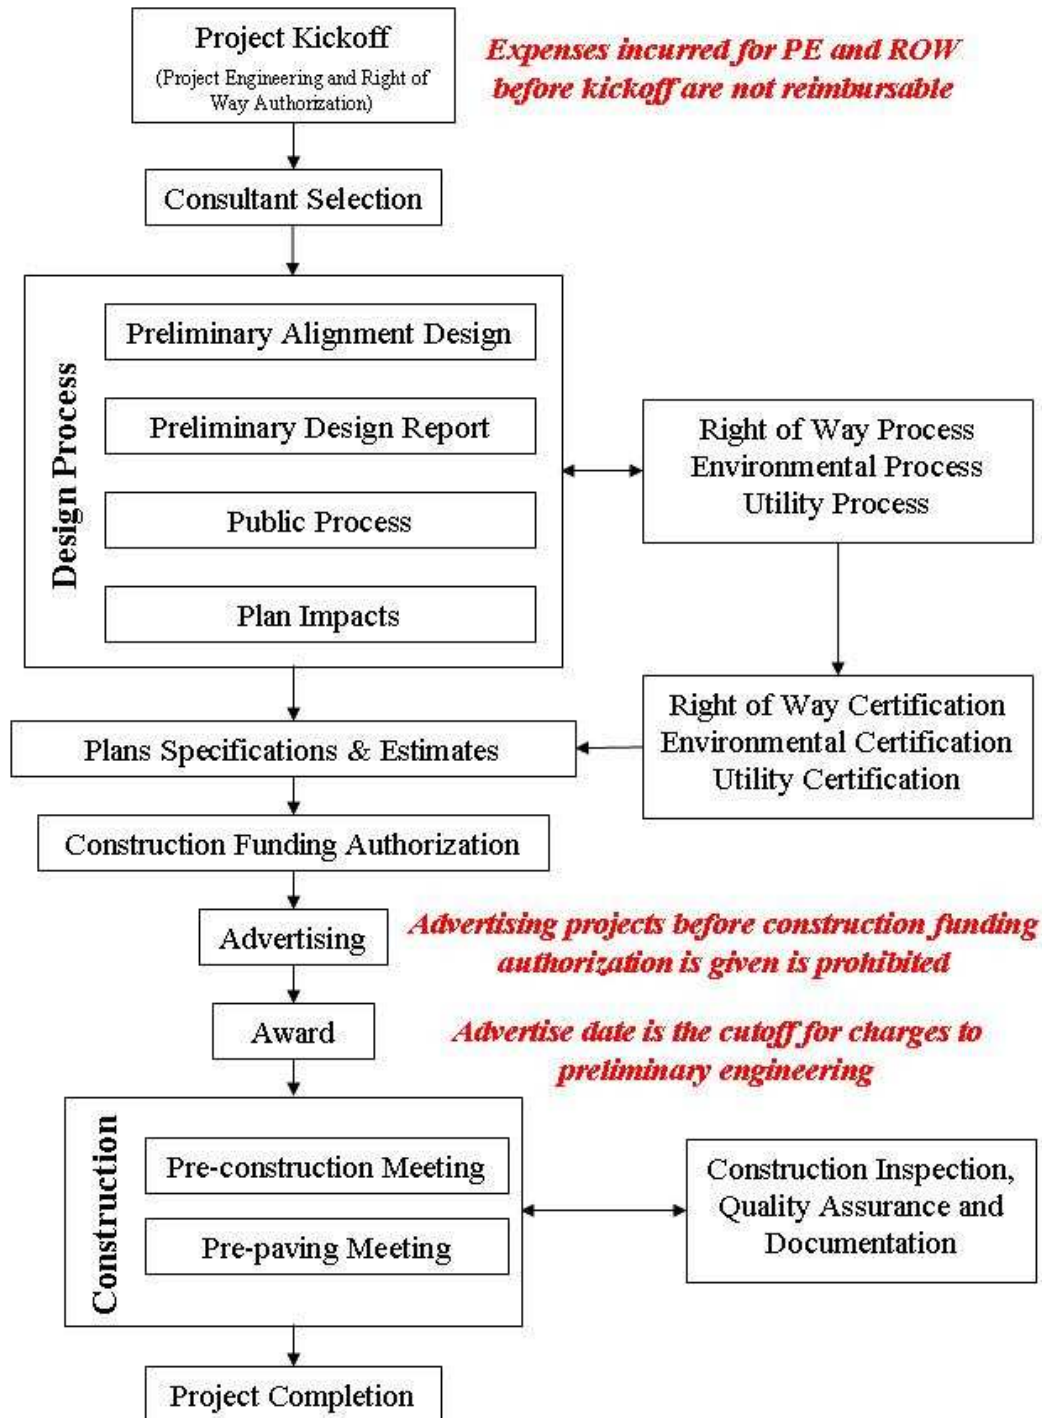 Project Kickoff
(Project Engineering and Right of
Way Authorization)
Expenses incurred for PE and ROW
before kickoff are not reimbursable
Consultant Selection
Design Process
Preliminary Alignment Design
Preliminary Design Report
Public Process
Plan Impacts
Right of Way Process
Environmental Process
Utility Process
Right of Way Certification
Environmental Certification
Utility Certification
Plans Specifications & Estimates
Construction Funding Authorization
Advertising
Advertising projects before construction funding
authorization is given is prohibited
Award
Advertise date is the cutoff for charges to
preliminary engineering
Construction
Pre-construction Meeting
Pre-paving Meeting
Construction Inspection,
Quality Assurance and
Documentation
Project Completion